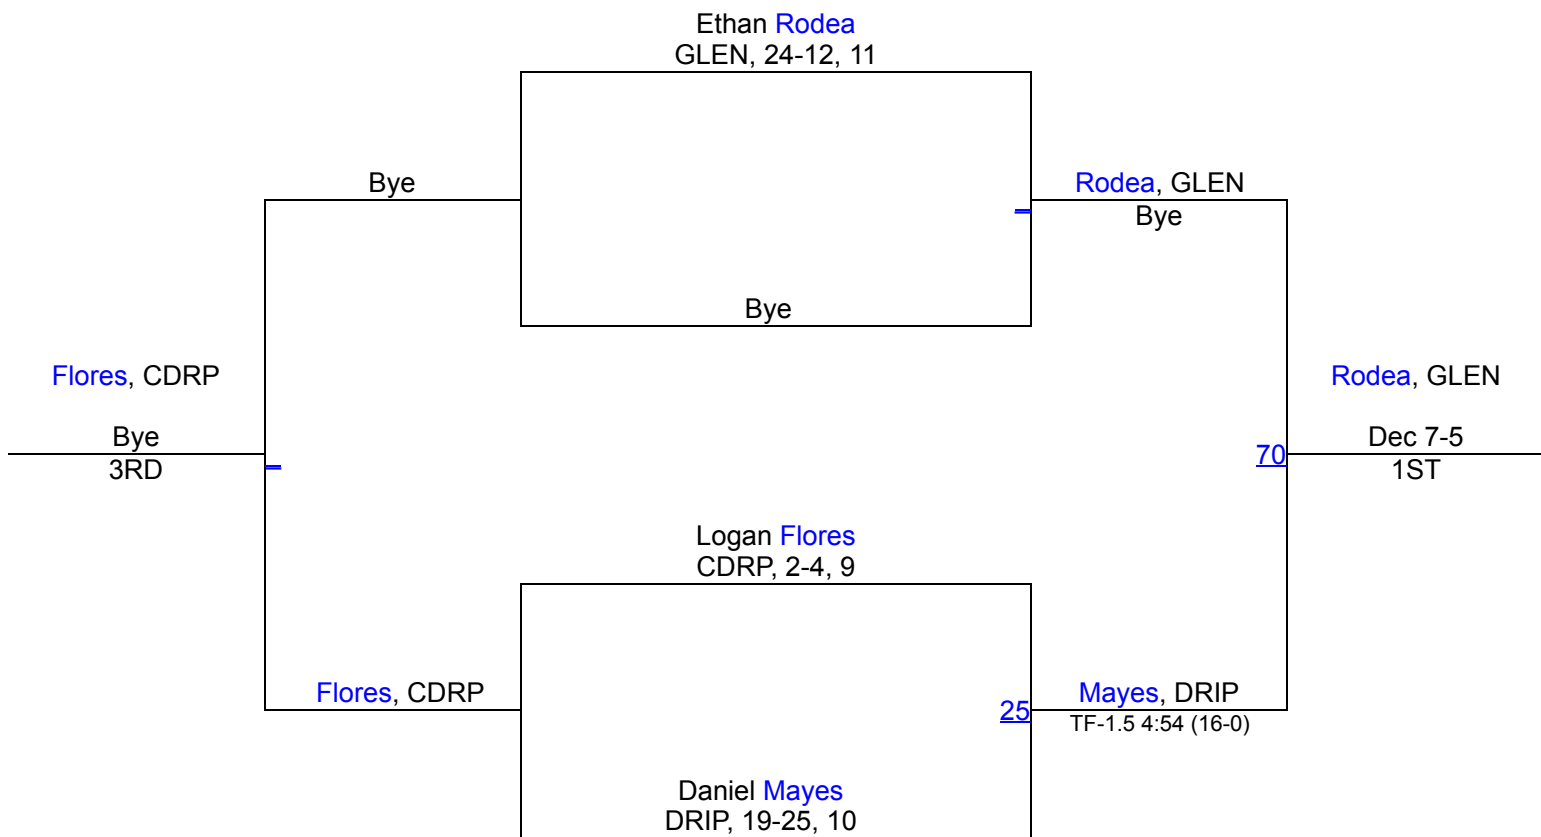 Ethan Rodea
GLEN, 24-12, 11
Bye
Rodea, GLEN
Bye
Bye
Flores, CDRP
Bye
3RD
Rodea, GLEN
70
Dec 7-5
1ST
Logan Flores
CDRP, 2-4, 9
Flores, CDRP
25
Mayes, DRIP
TF-1.5 4:54 (16-0)
Daniel Mayes
DRIP, 19-25, 10